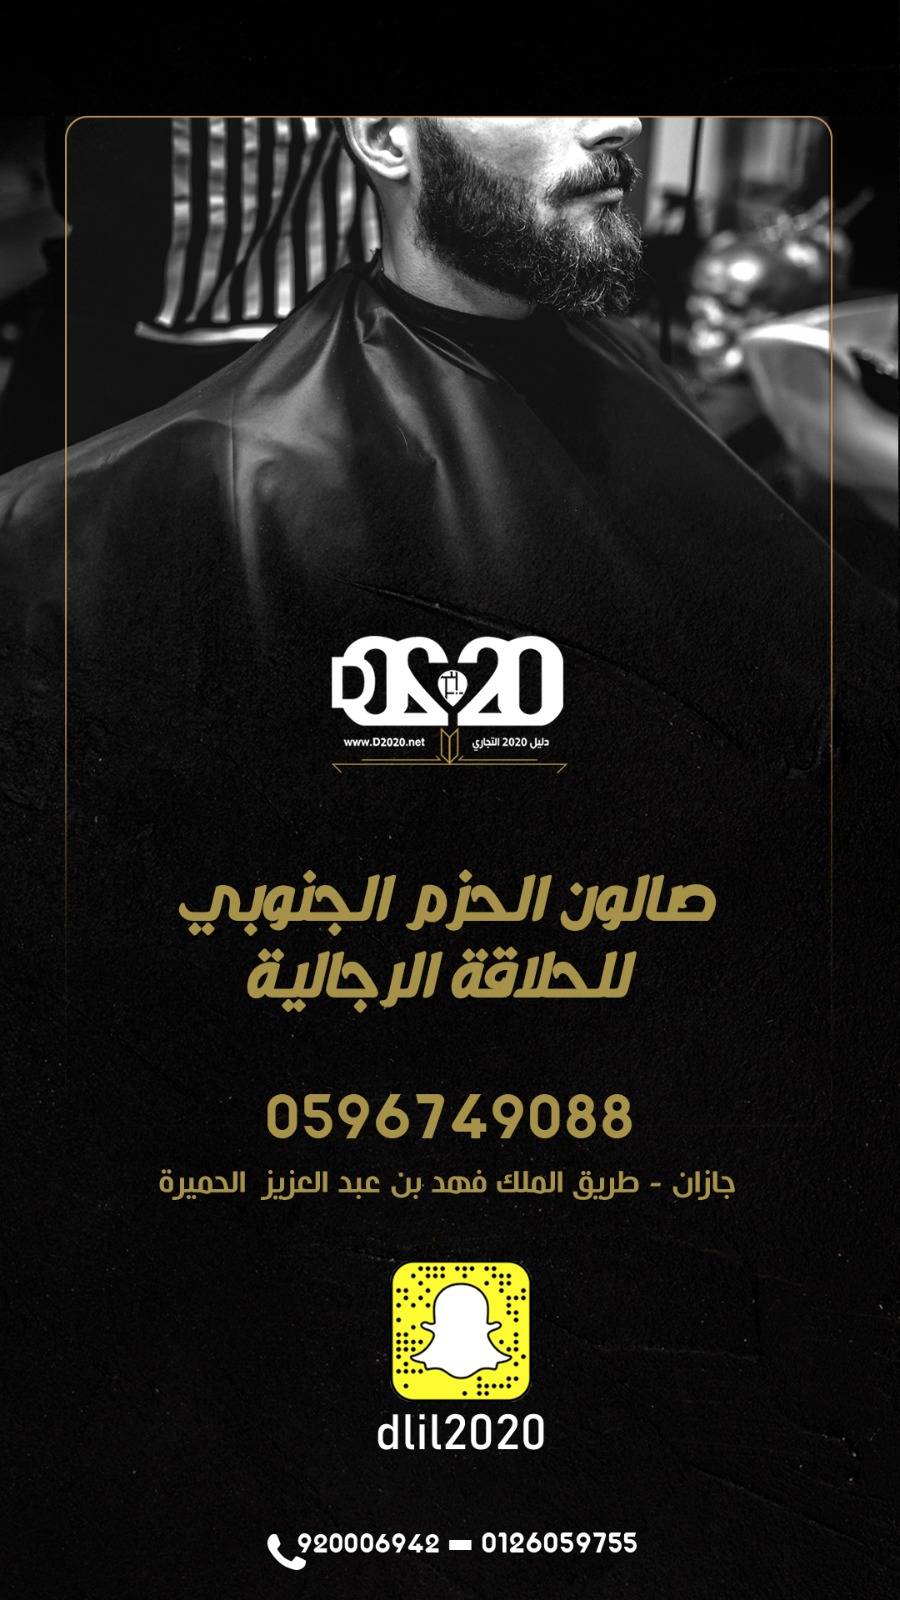 D2020
www.D2020.net دليل 2020 التجاري
صالون الحزم الجنوبي
للحلاقة الرجالية
0596749088
جازان - طريق الملك فهد بن عبد العزيز الحميرة
dlil2020
920006942 - 0126059755